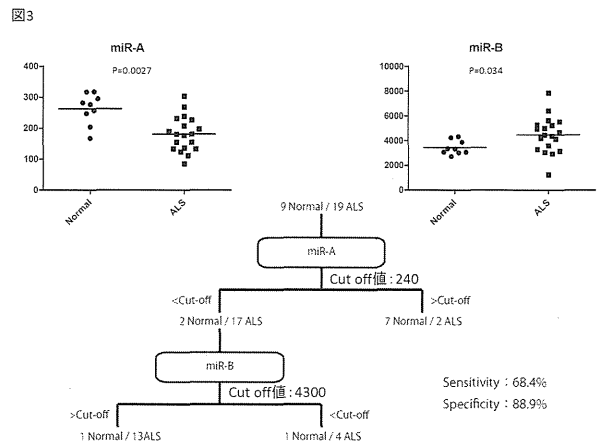 図3
miR-A
P=0.0027
400
300
200
100
0
Normal
ALS
miR-B
P=0.034
10000
8000
6000
4000
2000
0
Normal
ALS
9 Normal / 19 ALS
miR-A
Cut off値：240
<Cut-off
>Cut-off
2 Normal / 17 ALS
7 Normal / 2 ALS
miR-B
Cut off値：4300
>Cut-off
<Cut-off
1 Normal / 13ALS
1 Normal / 4 ALS
Sensitivity：68.4%
Specificity：88.9%